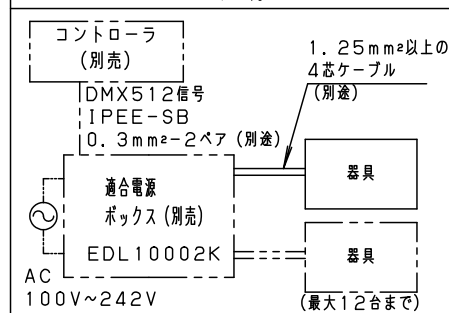 コントローラ
(別売)
1.25mm²以上の
4芯ケーブル
(別途)
DMX512信号
IPEE-SB
0.3mm²-2ペア (別途)
適合電源
ボックス (別売)
EDL10002K
器具
器具
AC
100V~242V
(最大12台まで)